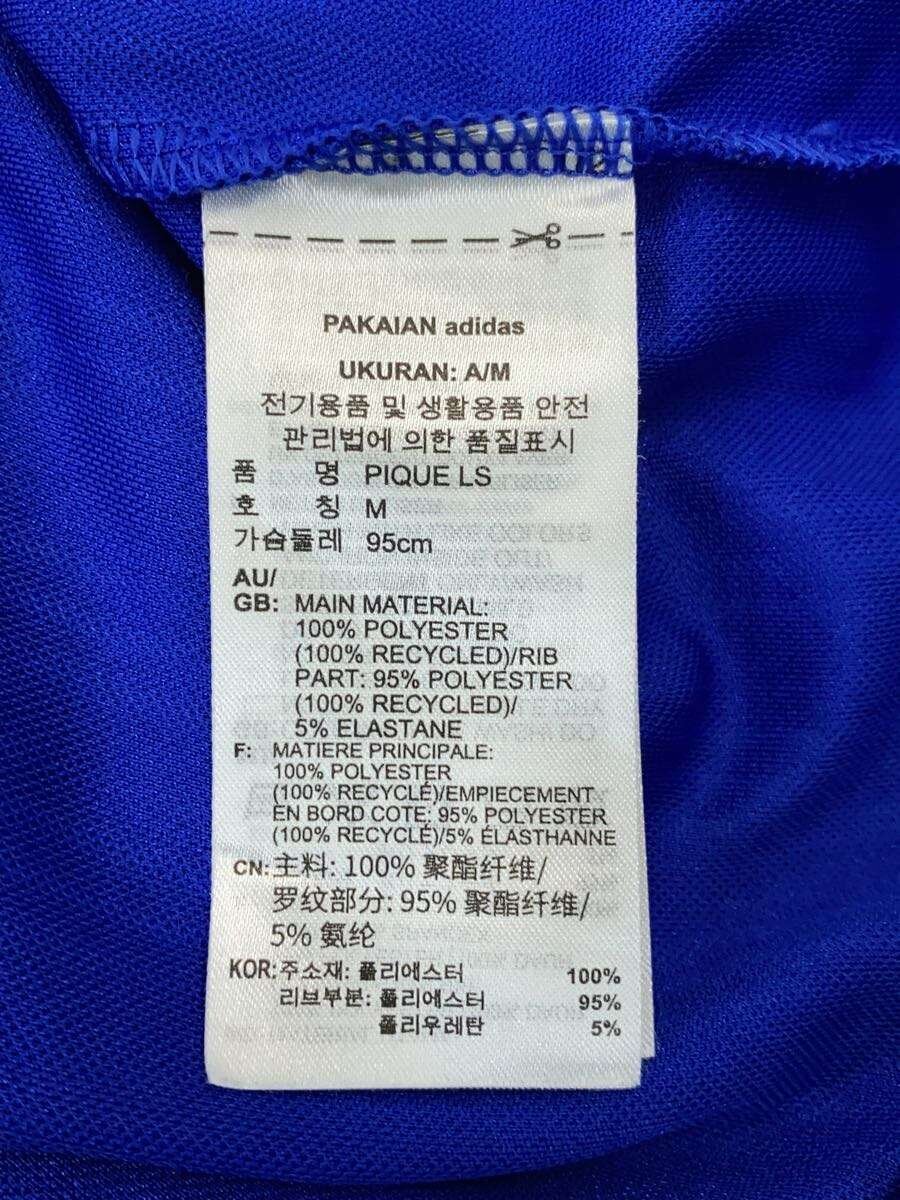 PAKAIAN adidas
UKURAN: A/M
전기용품 및 생활용품 안전
관리법에 의한 품질표시
품 명 PIQUE LS
호 칭 M
가슴둘레 95cm
AU/
GB: MAIN MATERIAL:
100% POLYESTER
(100% RECYCLED)/RIB
PART: 95% POLYESTER
(100% RECYCLED)/
5% ELASTANE
F: MATIERE PRINCIPALE:
100% POLYESTER
(100% RECYCLÉ)/EMPIECEMENT
EN BORD COTE: 95% POLYESTER
(100% RECYCLÉ)/5% ÉLASTHANNE
CN: 主料: 100% 聚酯纤维/
罗纹部分: 95% 聚酯纤维/
5% 氨纶
KOR: 주소재: 폴리에스터 100%
리브부분: 폴리에스터 95%
폴리우레탄 5%